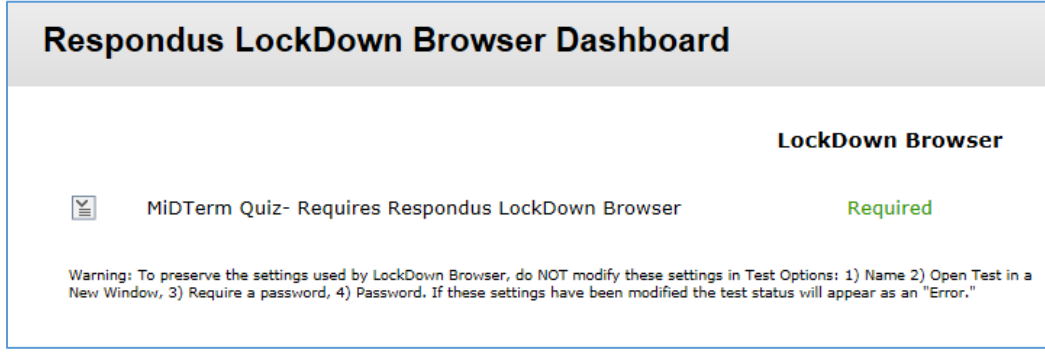 Respondus LockDown Browser Dashboard
LockDown Browser
MiDTerm Quiz- Requires Respondus LockDown Browser Required
Warning: To preserve the settings used by LockDown Browser, do NOT modify these settings in Test Options: 1) Name 2) Open Test in a
New Window, 3) Require a password, 4) Password. If these settings have been modified the test status will appear as an "Error."